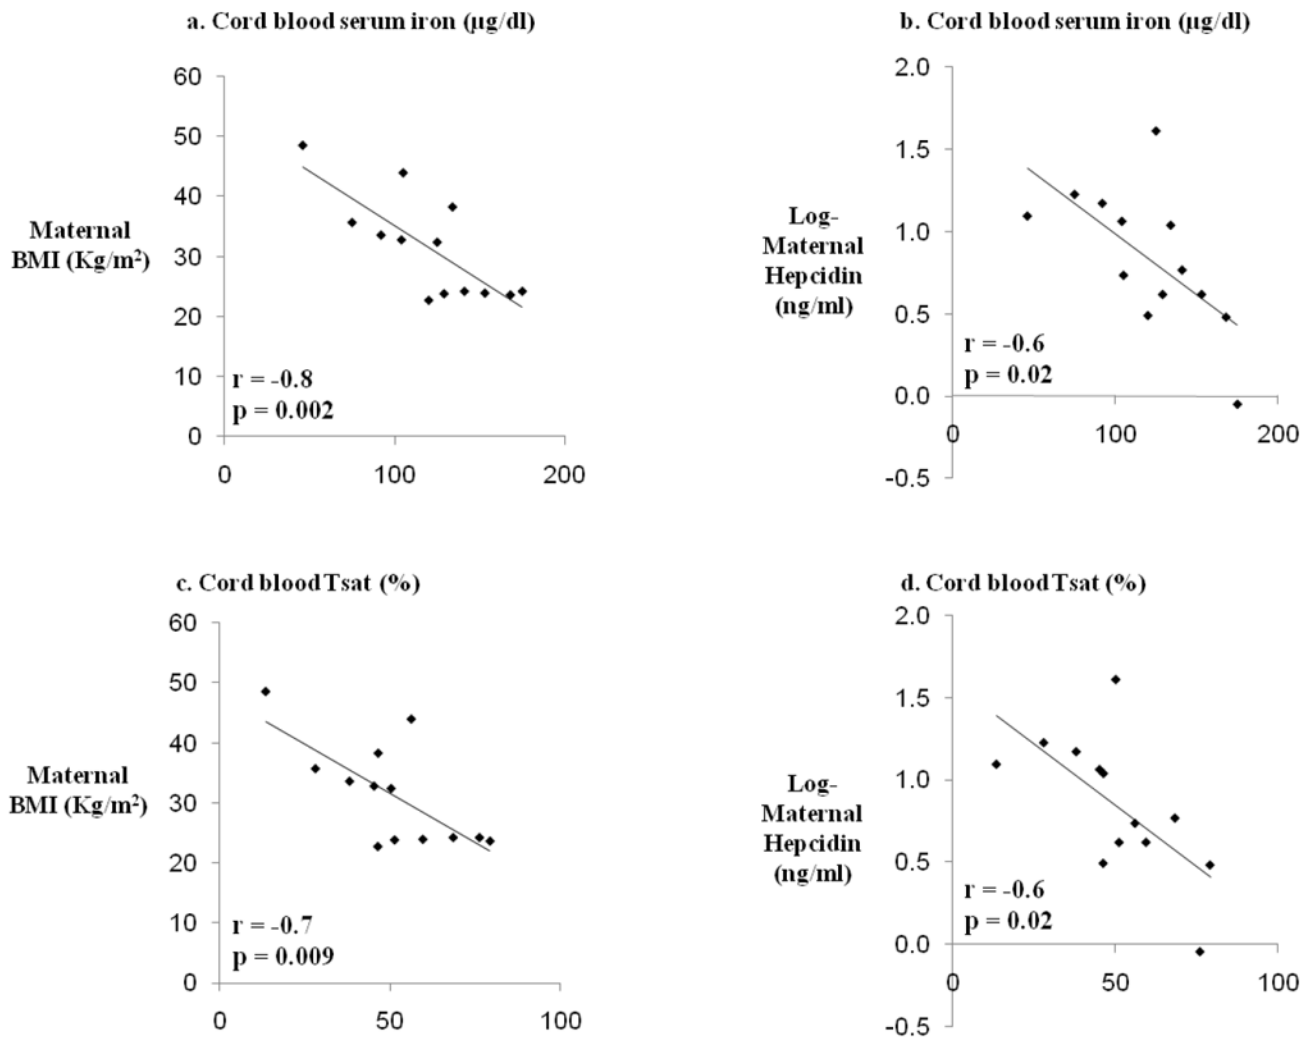 a. Cord blood serum iron (µg/dl)
60
50
40
30
20
10
0
Maternal
BMI (Kg/m²)
r = -0.8
p = 0.002
0 100 200
b. Cord blood serum iron (µg/dl)
2.0
1.5
1.0
0.5
0.0
-0.5
Log-
Maternal
Hepcidin
(ng/ml)
r = -0.6
p = 0.02
0 100 200
c. Cord blood Tsat (%)
60
50
40
30
20
10
0
Maternal
BMI (Kg/m²)
r = -0.7
p = 0.009
0 50 100
d. Cord blood Tsat (%)
2.0
1.5
1.0
0.5
0.0
-0.5
Log-
Maternal
Hepcidin
(ng/ml)
r = -0.6
p = 0.02
0 50 100